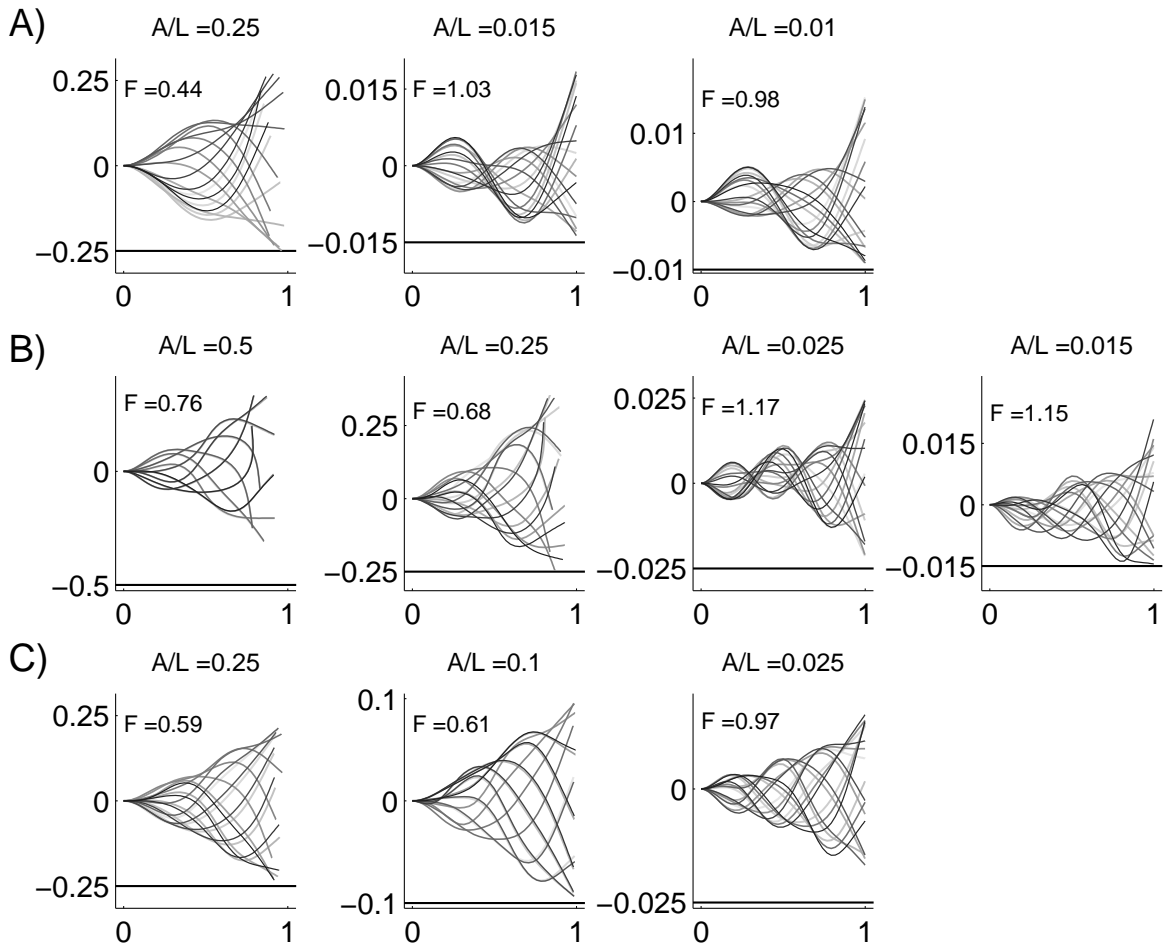 A)
A/L =0.25
A/L =0.015
A/L =0.01
0.25
F =0.44
0
−0.25
0
1
0.015
F =1.03
0
−0.015
0
1
F =0.98
0.01
0
−0.01
0
1
B)
A/L =0.5
A/L =0.25
A/L =0.025
A/L =0.015
F =0.76
0
−0.5
0
1
F =0.68
0.25
0
−0.25
0
1
0.025
F =1.17
0
−0.025
0
1
F =1.15
0.015
0
−0.015
0
1
C)
A/L =0.25
A/L =0.1
A/L =0.025
0.25
F =0.59
0
−0.25
0
1
0.1
F =0.61
0
−0.1
0
1
0.025
F =0.97
0
−0.025
0
1